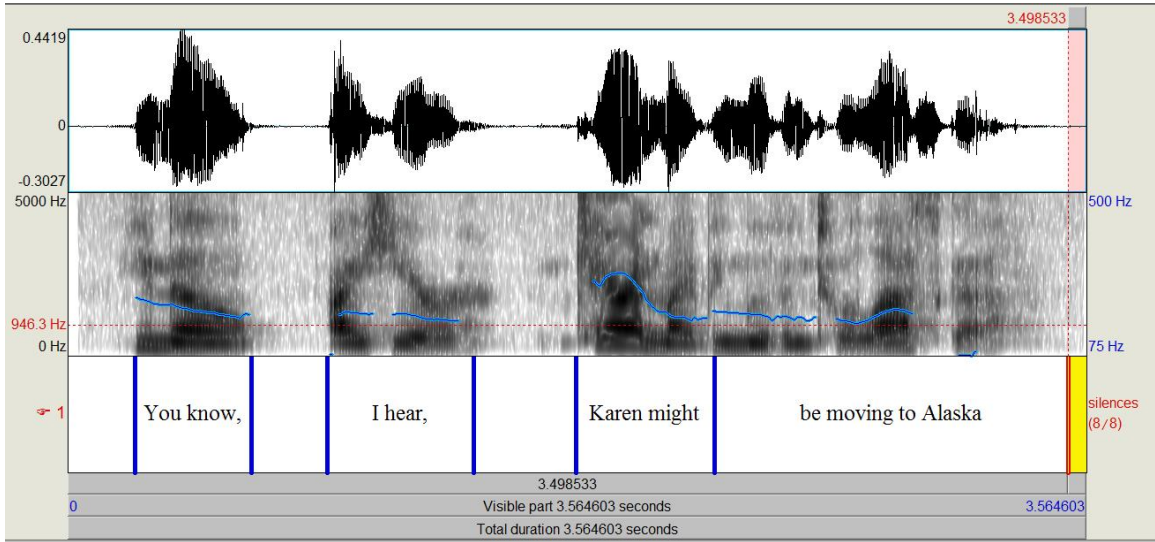 3.498533
0.4419
0
-0.3027
5000 Hz 500 Hz
946.3 Hz
0 Hz 75 Hz
1 You know, I hear, Karen might be moving to Alaska silences
(8/8)
3.498533
0 Visible part 3.564603 seconds 3.564603
Total duration 3.564603 seconds